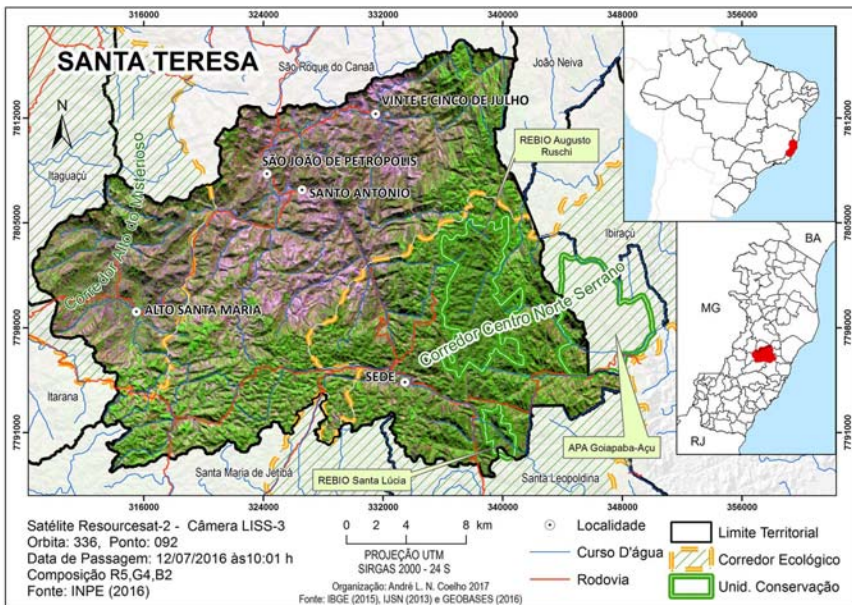 316000 324000 332000 340000 348000 356000
SANTA TERESA
São Roque do Canaã
João Neiva
N
VINTE E CINCO DE JULHO
7812000
7812000
REBIO Augusto
Ruschi
Itaguaçu
SÃO JOÃO DE PETRÓPOLIS
SANTO ANTÔNIO
Corredor Alto do Misterioso
7805000
7805000
Ibiraçú
BA
MG
ALTO SANTA MARIA
Corredor Centro Norte Serrano
7798000
7798000
SEDE
Itarana
7791000
7791000
APA Goiapaba-Açu
RJ
Santa Maria de Jetibá
REBIO Santa Lúcia
Santa Leopoldina
316000 324000 332000 340000 348000 356000
Satélite Resourcesat-2 - Câmera LISS-3
Orbita: 336, Ponto: 092
Data de Passagem: 12/07/2016 às10:01 h
Composição R5,G4,B2
Fonte: INPE (2016)
0 2 4 8 km
PROJEÇÃO UTM
SIRGAS 2000 - 24 S
Organização: André L. N. Coelho 2017
Fonte: IBGE (2015), IJSN (2013) e GEOBASES (2016)
Localidade
Curso D'água
Rodovia
Limite Territorial
Corredor Ecológico
Unid. Conservação